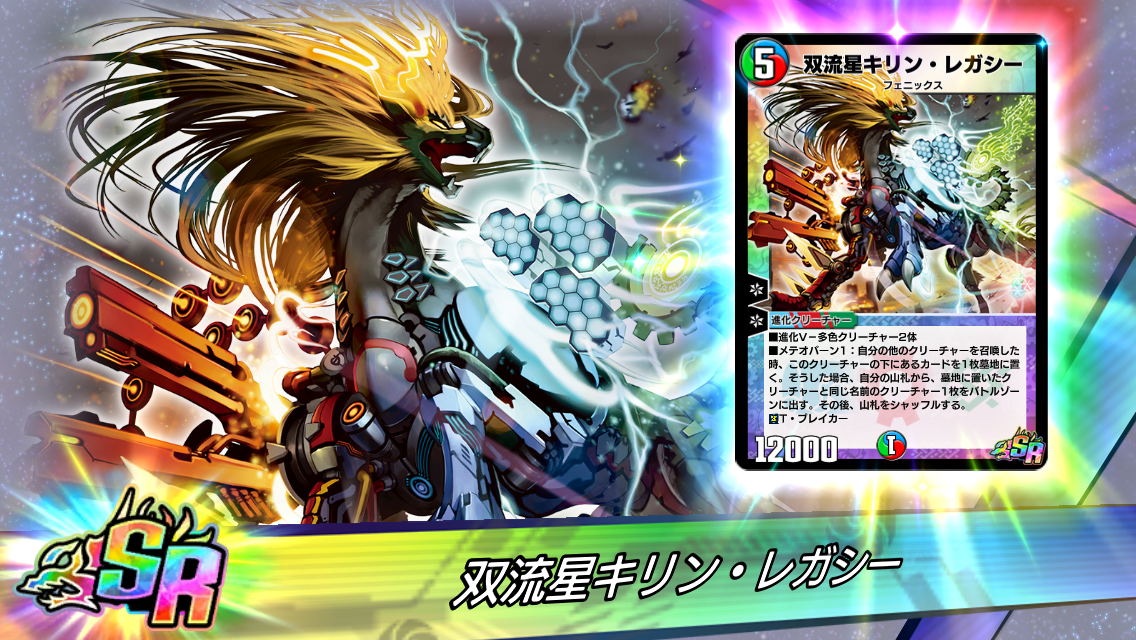 5
双流星キリン・レガシー
フェニックス
進化クリーチャー
■進化V－多色クリーチャー2体
■メテオバーン1：自分の他のクリーチャーを召喚した
時、このクリーチャーの下にあるカードを1枚墓地に置
く。そうした場合、自分の山札から、墓地に置いたク
リーチャーと同じ名前のクリーチャー1枚をバトルゾー
ンに出す。その後、山札をシャッフルする。
T・ブレイカー
12000
1
SR
SR
双流星キリン・レガシー